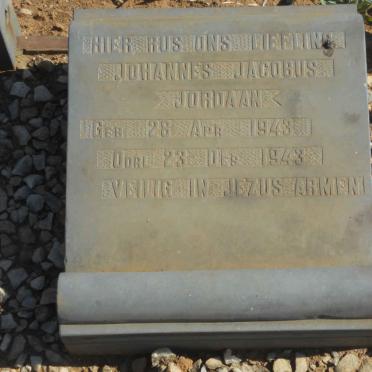 HIER RUS ONS LIEFLING
JOHANNES JACOBUS
JORDAAN
GEB 28 APR 1943
OORL 23 DES 1943
VEILIG IN JEZUS ARMEN